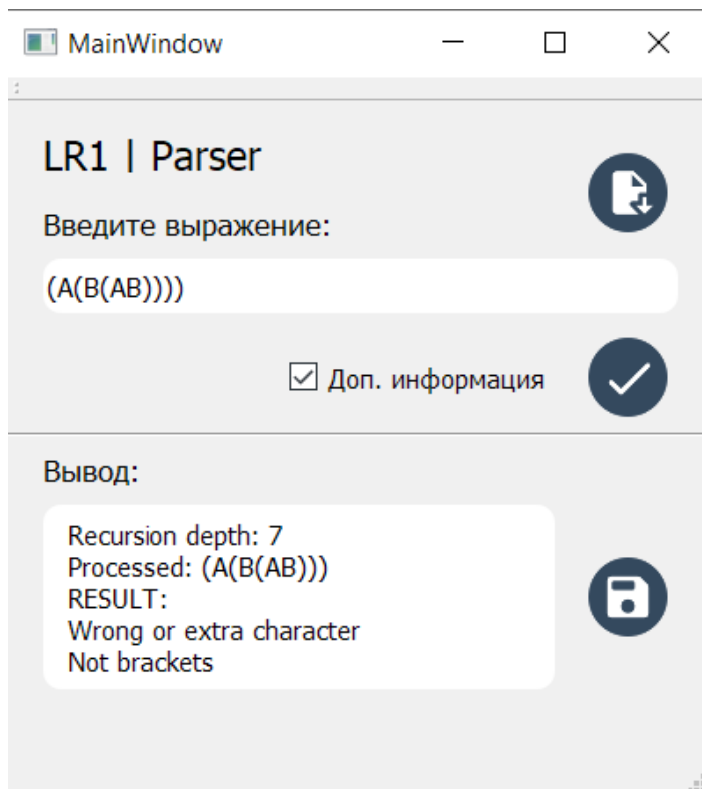 MainWindow
LR1 | Parser
Введите выражение:
(A(B(AB))))
Доп. информация
Вывод:
Recursion depth: 7
Processed: (A(B(AB)))
RESULT:
Wrong or extra character
Not brackets